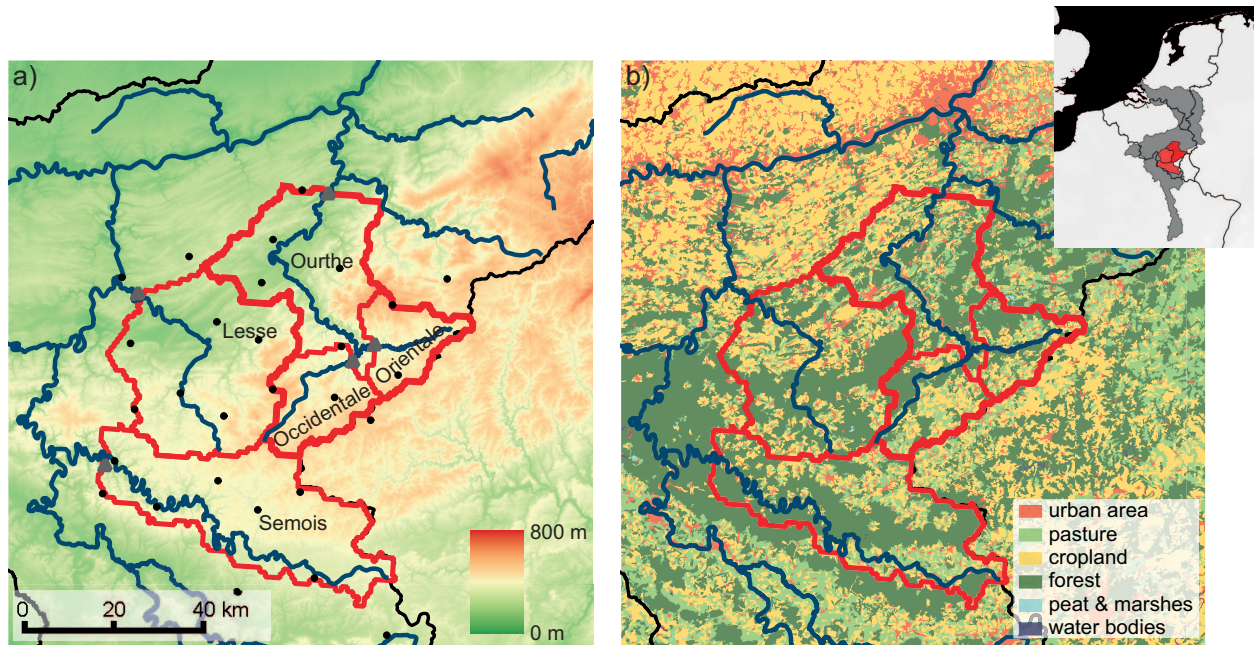 a)
Ourthe
Lesse
Orientale
Occidentale
Semois
800 m
0 m
0 20 40 km
b)
urban area
pasture
cropland
forest
peat & marshes
water bodies